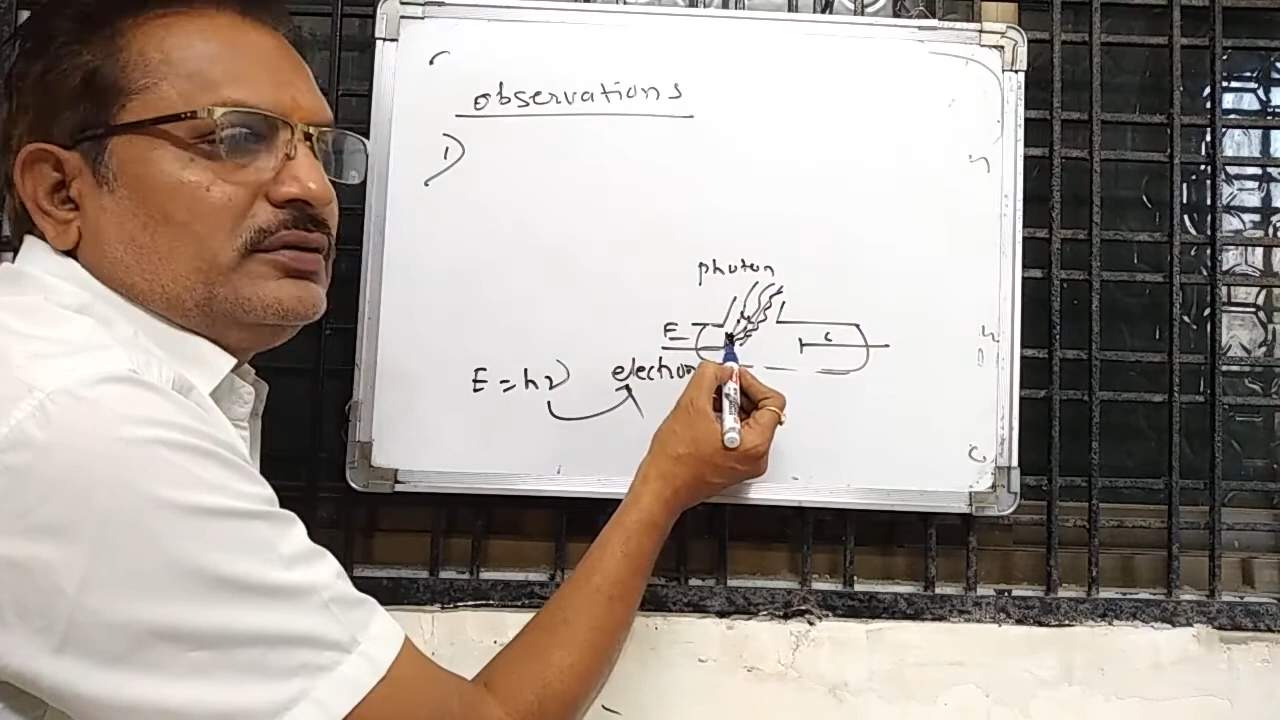 observations
1)
photon
E
c
E = hν electron